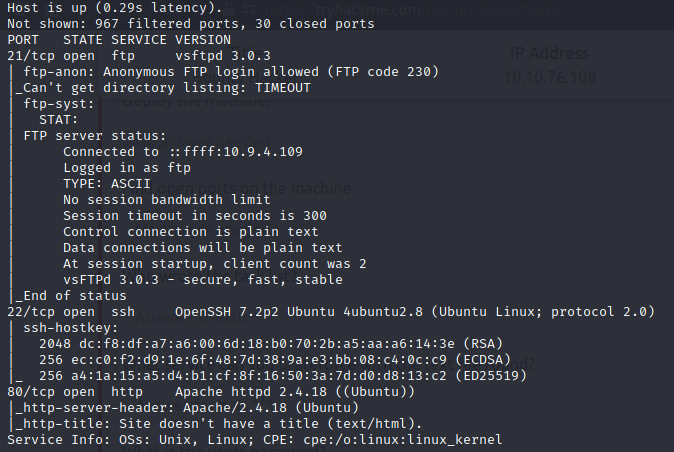 Host is up (0.29s latency).
Not shown: 967 filtered ports, 30 closed ports
PORT   STATE SERVICE VERSION
21/tcp open  ftp     vsftpd 3.0.3
| ftp-anon: Anonymous FTP login allowed (FTP code 230)
|_Can't get directory listing: TIMEOUT
| ftp-syst:
|   STAT:
| FTP server status:
|      Connected to ::ffff:10.9.4.109
|      Logged in as ftp
|      TYPE: ASCII
|      No session bandwidth limit
|      Session timeout in seconds is 300
|      Control connection is plain text
|      Data connections will be plain text
|      At session startup, client count was 2
|      vsFTPd 3.0.3 - secure, fast, stable
|_End of status
22/tcp open  ssh     OpenSSH 7.2p2 Ubuntu 4ubuntu2.8 (Ubuntu Linux; protocol 2.0)
| ssh-hostkey:
|   2048 dc:f8:df:a7:a6:00:6d:18:b0:70:2b:a5:aa:a6:14:3e (RSA)
|   256 ec:c0:f2:d9:1e:6f:48:7d:38:9a:e3:bb:08:c4:0c:c9 (ECDSA)
|_  256 a4:1a:15:a5:d4:b1:cf:8f:16:50:3a:7d:d0:d8:13:c2 (ED25519)
80/tcp open  http    Apache httpd 2.4.18 ((Ubuntu))
|_http-server-header: Apache/2.4.18 (Ubuntu)
|_http-title: Site doesn't have a title (text/html).
Service Info: OSs: Unix, Linux; CPE: cpe:/o:linux:linux_kernel
IP Address
10.10.76.108
Deploy the machine.
open ports on the machine